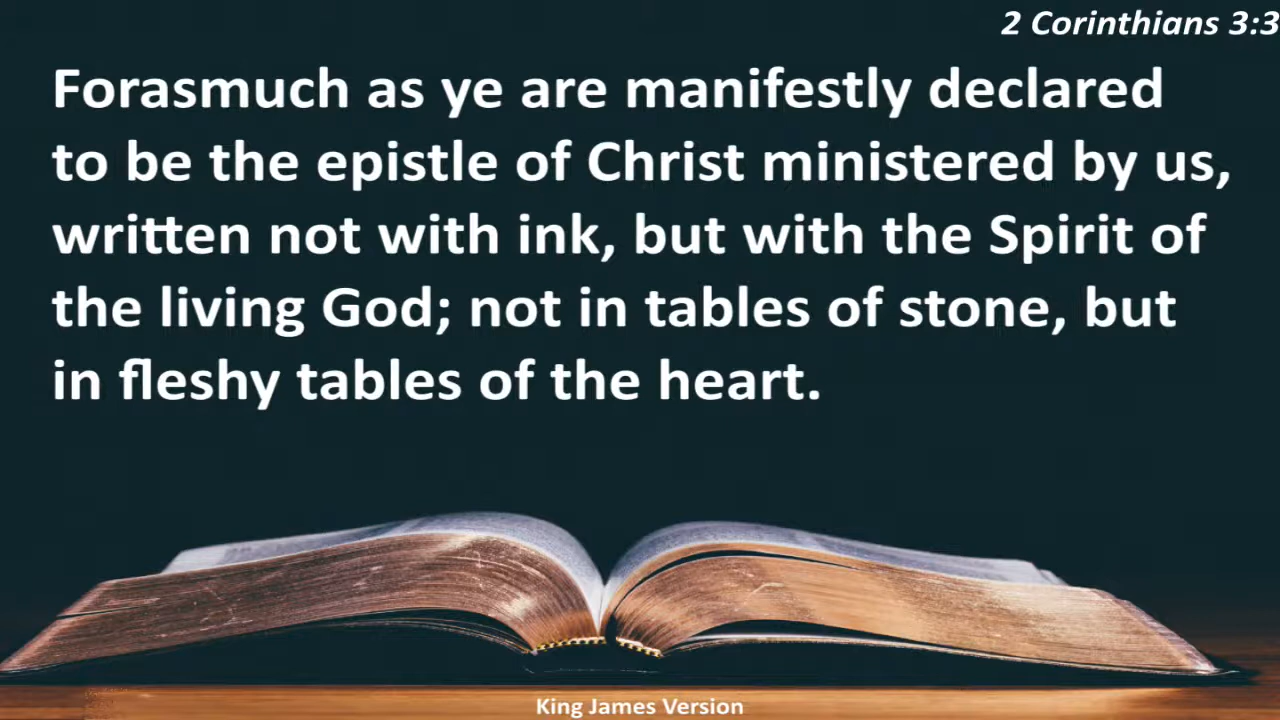 2 Corinthians 3:3
Forasmuch as ye are manifestly declared
to be the epistle of Christ ministered by us,
written not with ink, but with the Spirit of
the living God; not in tables of stone, but
in fleshy tables of the heart.
King James Version